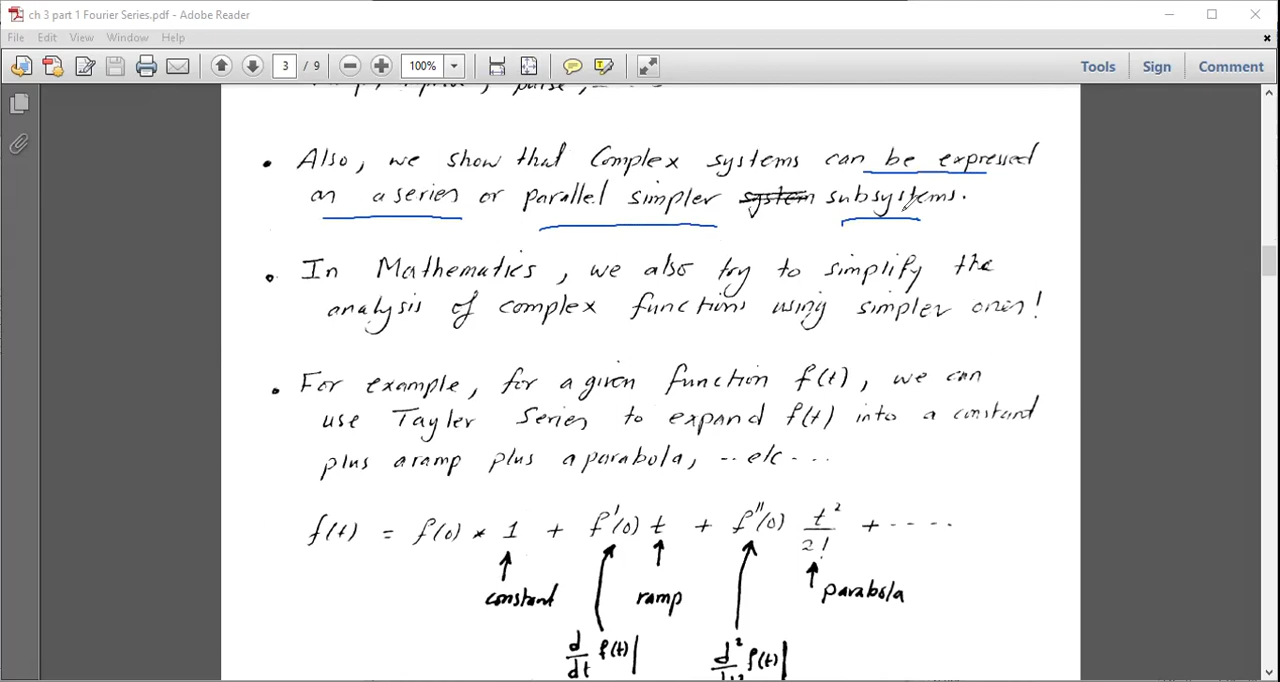 ch 3 part 1 Fourier Series.pdf - Adobe Reader
File Edit View Window Help
3 / 9 100% Tools Sign Comment
• Also, we show that Complex systems can be expressed
as a series or parallel simpler system subsystems.
• In Mathematics, we also try to simplify the
analysis of complex functions using simpler ones!
• For example, for a given function f(t), we can
use Tayler Series to expand f(t) into a constant
plus a ramp plus a parabola, ... etc ....
f(t) = f(0) * 1 + f'(0) t + f''(0) t²/2! + .....
constant ramp parabola
d/dt f(t)| d²/dt² f(t)|